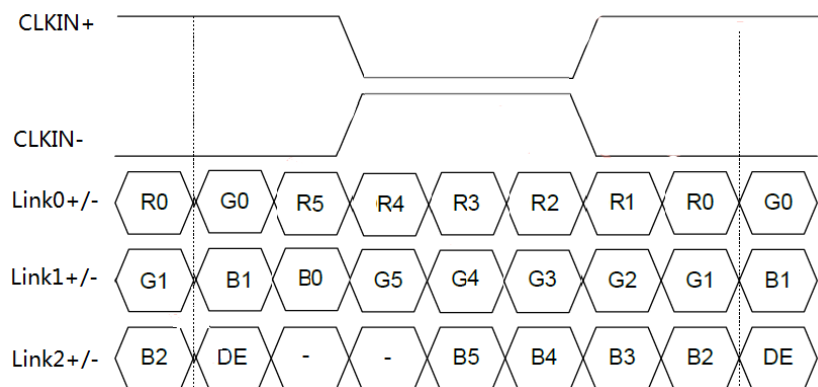 CLKIN+
CLKIN-
Link0+/- R0 G0 R5 R4 R3 R2 R1 R0 G0
Link1+/- G1 B1 B0 G5 G4 G3 G2 G1 B1
Link2+/- B2 DE - - B5 B4 B3 B2 DE